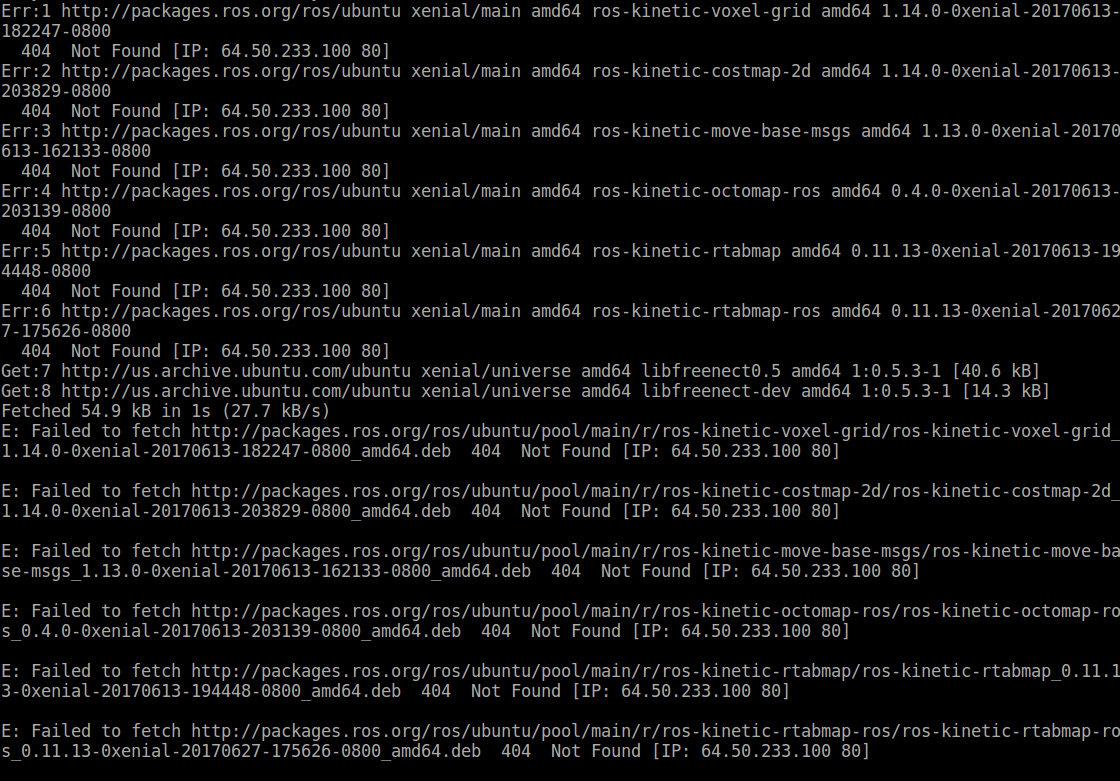 Err:1 http://packages.ros.org/ros/ubuntu xenial/main amd64 ros-kinetic-voxel-grid amd64 1.14.0-0xenial-20170613-
182247-0800
  404  Not Found [IP: 64.50.233.100 80]
Err:2 http://packages.ros.org/ros/ubuntu xenial/main amd64 ros-kinetic-costmap-2d amd64 1.14.0-0xenial-20170613-
203829-0800
  404  Not Found [IP: 64.50.233.100 80]
Err:3 http://packages.ros.org/ros/ubuntu xenial/main amd64 ros-kinetic-move-base-msgs amd64 1.13.0-0xenial-20170
613-162133-0800
  404  Not Found [IP: 64.50.233.100 80]
Err:4 http://packages.ros.org/ros/ubuntu xenial/main amd64 ros-kinetic-octomap-ros amd64 0.4.0-0xenial-20170613-
203139-0800
  404  Not Found [IP: 64.50.233.100 80]
Err:5 http://packages.ros.org/ros/ubuntu xenial/main amd64 ros-kinetic-rtabmap amd64 0.11.13-0xenial-20170613-19
4448-0800
  404  Not Found [IP: 64.50.233.100 80]
Err:6 http://packages.ros.org/ros/ubuntu xenial/main amd64 ros-kinetic-rtabmap-ros amd64 0.11.13-0xenial-2017062
7-175626-0800
  404  Not Found [IP: 64.50.233.100 80]
Get:7 http://us.archive.ubuntu.com/ubuntu xenial/universe amd64 libfreenect0.5 amd64 1:0.5.3-1 [40.6 kB]
Get:8 http://us.archive.ubuntu.com/ubuntu xenial/universe amd64 libfreenect-dev amd64 1:0.5.3-1 [14.3 kB]
Fetched 54.9 kB in 1s (27.7 kB/s)
E: Failed to fetch http://packages.ros.org/ros/ubuntu/pool/main/r/ros-kinetic-voxel-grid/ros-kinetic-voxel-grid_
1.14.0-0xenial-20170613-182247-0800_amd64.deb  404  Not Found [IP: 64.50.233.100 80]

E: Failed to fetch http://packages.ros.org/ros/ubuntu/pool/main/r/ros-kinetic-costmap-2d/ros-kinetic-costmap-2d_
1.14.0-0xenial-20170613-203829-0800_amd64.deb  404  Not Found [IP: 64.50.233.100 80]

E: Failed to fetch http://packages.ros.org/ros/ubuntu/pool/main/r/ros-kinetic-move-base-msgs/ros-kinetic-move-ba
se-msgs_1.13.0-0xenial-20170613-162133-0800_amd64.deb  404  Not Found [IP: 64.50.233.100 80]

E: Failed to fetch http://packages.ros.org/ros/ubuntu/pool/main/r/ros-kinetic-octomap-ros/ros-kinetic-octomap-ro
s_0.4.0-0xenial-20170613-203139-0800_amd64.deb  404  Not Found [IP: 64.50.233.100 80]

E: Failed to fetch http://packages.ros.org/ros/ubuntu/pool/main/r/ros-kinetic-rtabmap/ros-kinetic-rtabmap_0.11.1
3-0xenial-20170613-194448-0800_amd64.deb  404  Not Found [IP: 64.50.233.100 80]

E: Failed to fetch http://packages.ros.org/ros/ubuntu/pool/main/r/ros-kinetic-rtabmap-ros/ros-kinetic-rtabmap-ro
s_0.11.13-0xenial-20170627-175626-0800_amd64.deb  404  Not Found [IP: 64.50.233.100 80]